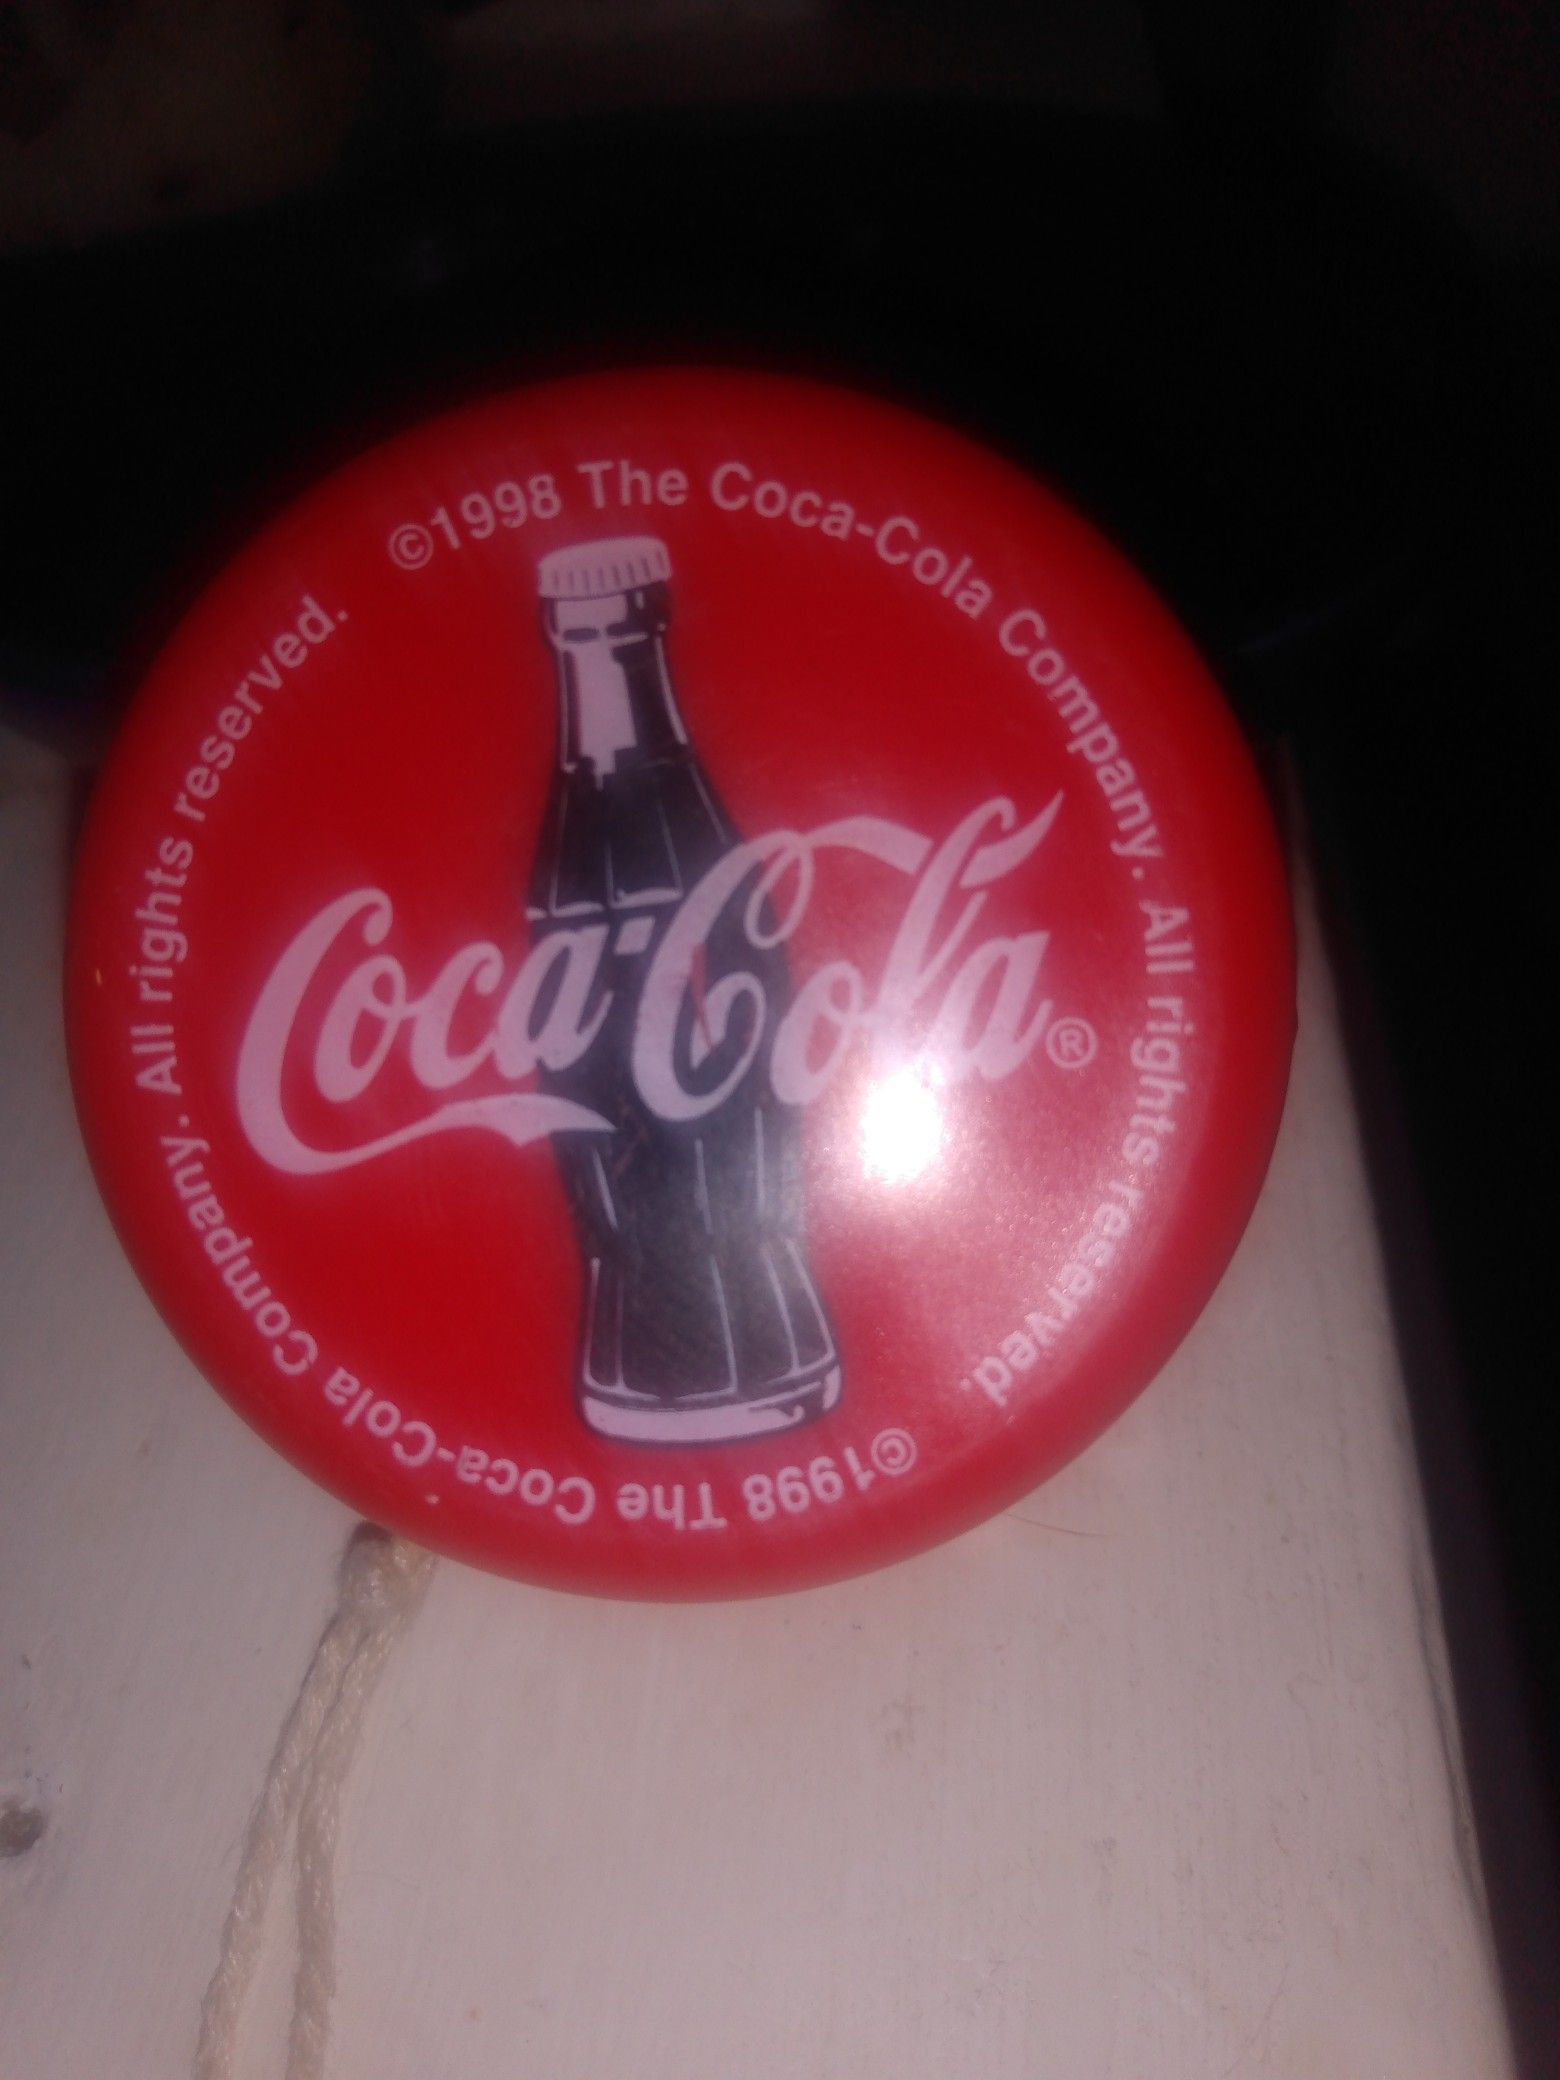 ©1998 The Coca-Cola Company. All rights reserved.
Coca-Cola®
©1998 The Coca-Cola Company. All rights reserved.